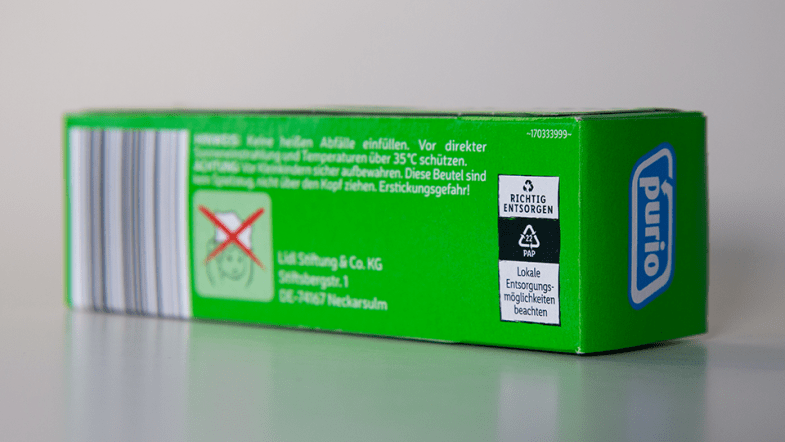 HINWEIS: Keine heißen Abfälle einfüllen. Vor direkter
Sonneneinstrahlung und Temperaturen über 35°C schützen.
ACHTUNG: Vor Kleinkindern sicher aufbewahren. Diese Beutel sind
kein Spielzeug, nicht über den Kopf ziehen. Erstickungsgefahr!
Lidl Stiftung & Co. KG
Stiftsbergstr. 1
DE-74167 Neckarsulm
~170333999~
RICHTIG
ENTSORGEN
22
PAP
Lokale
Entsorgungs-
möglichkeiten
beachten
purio